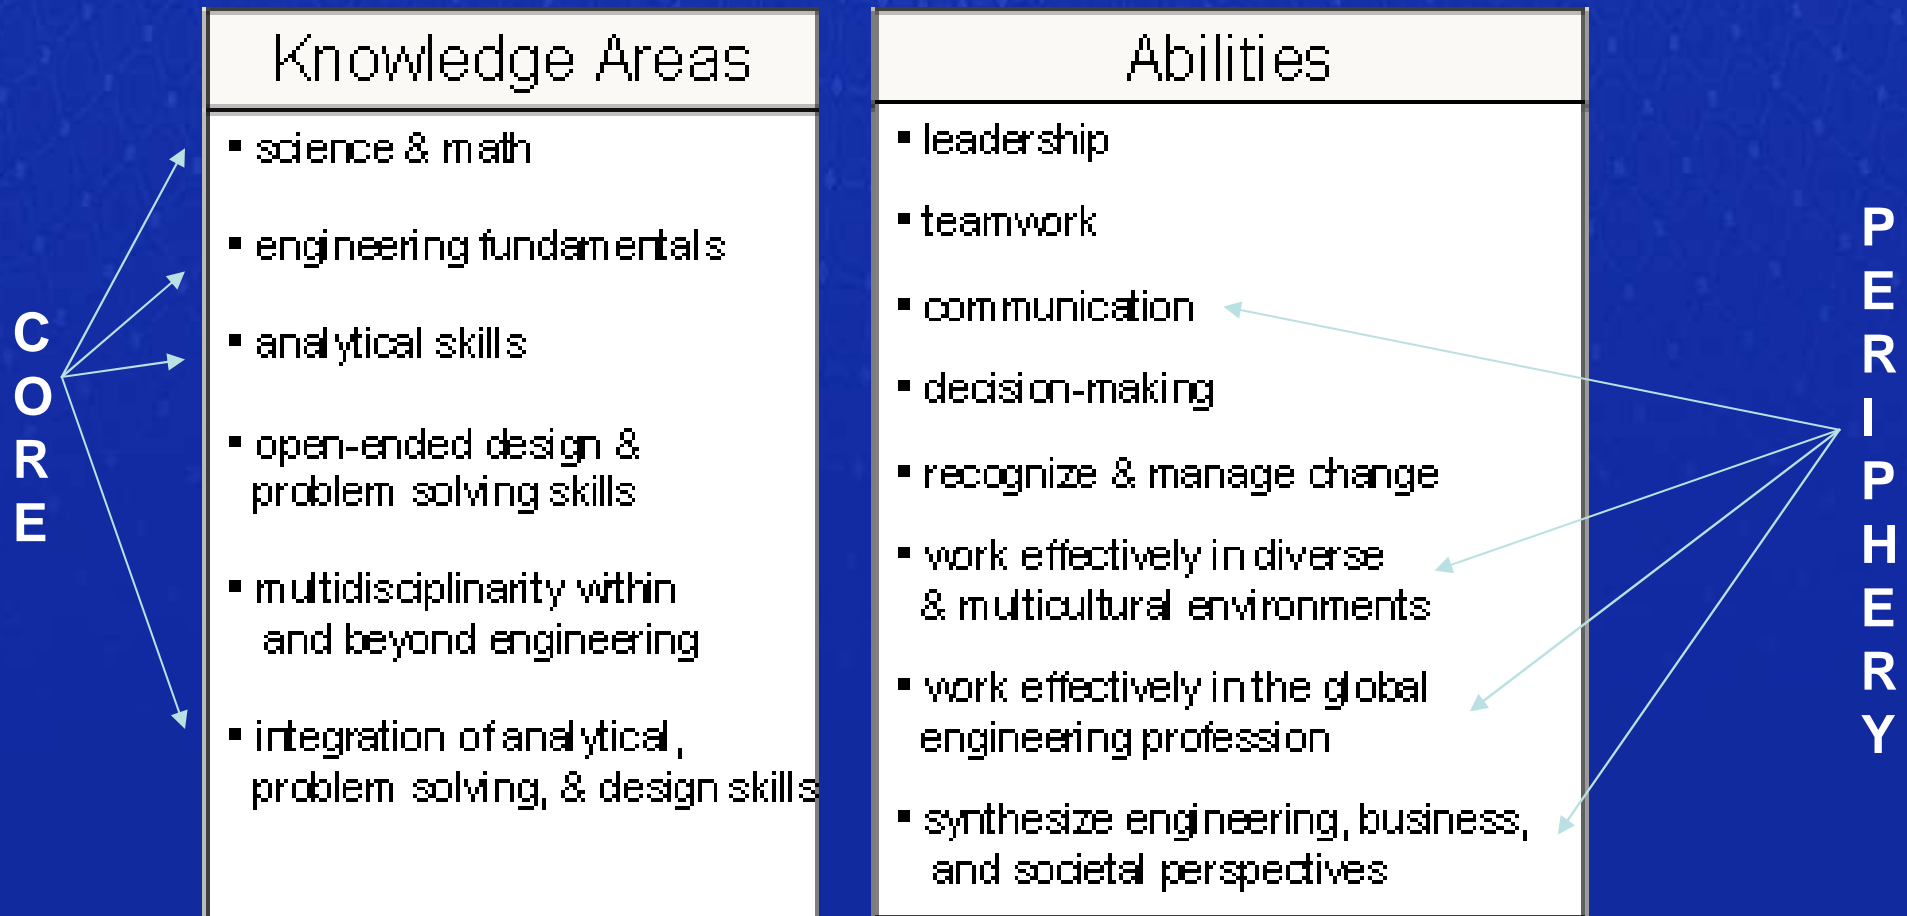 CORE
Knowledge Areas
▪ science & math
▪ engineering fundamentals
▪ analytical skills
▪ open-ended design &
problem solving skills
▪ multidisciplinarity within
and beyond engineering
▪ integration of analytical,
problem solving, & design skills
Abilities
▪ leadership
▪ teamwork
▪ communication
▪ decision-making
▪ recognize & manage change
▪ work effectively in diverse
& multicultural environments
▪ work effectively in the global
engineering profession
▪ synthesize engineering, business,
and societal perspectives
PERIPHERY